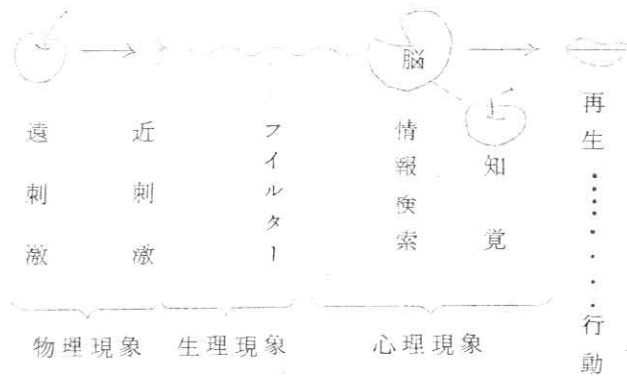 脳
遠刺激
近刺激
フイルター
情報検索
知覚
再生………行動
物理現象
生理現象
心理現象